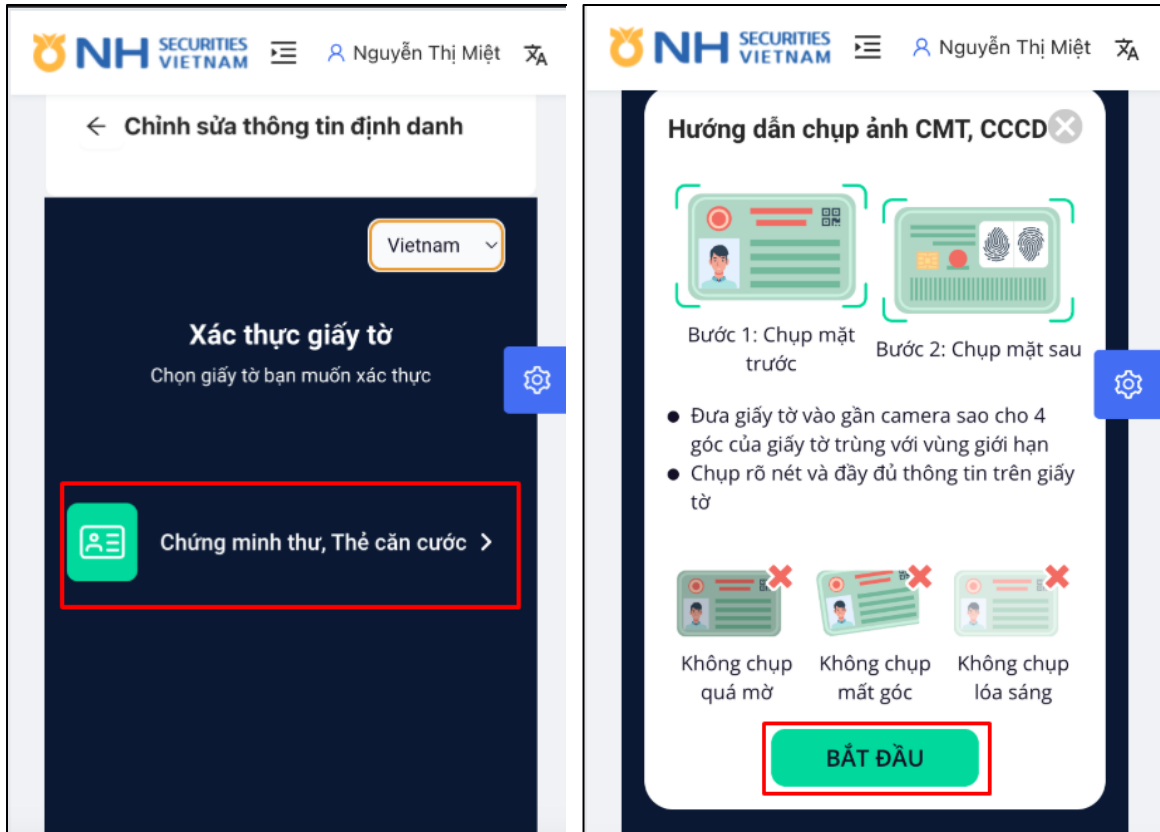 NH SECURITIES VIETNAM Nguyễn Thị Miệt
Chỉnh sửa thông tin định danh
Vietnam
Xác thực giấy tờ
Chọn giấy tờ bạn muốn xác thực
Chứng minh thư, Thẻ căn cước
NH SECURITIES VIETNAM Nguyễn Thị Miệt
Hướng dẫn chụp ảnh CMT, CCCD
Bước 1: Chụp mặt
trước
Bước 2: Chụp mặt sau
Đưa giấy tờ vào gần camera sao cho 4
góc của giấy tờ trùng với vùng giới hạn
Chụp rõ nét và đầy đủ thông tin trên giấy
tờ
Không chụp
quá mờ
Không chụp
mất góc
Không chụp
lóa sáng
BẮT ĐẦU